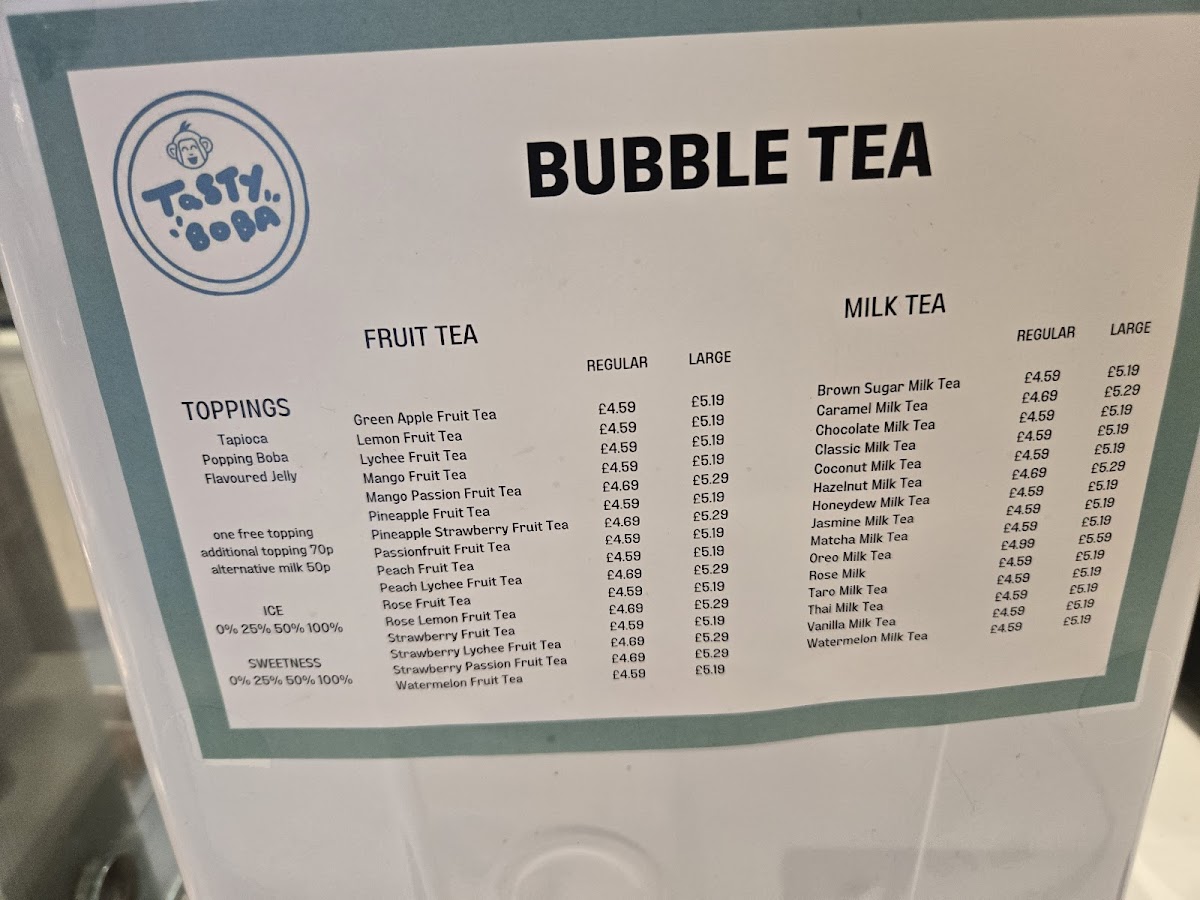 TASTY
BOBA
BUBBLE TEA
TOPPINGS
Tapioca
Popping Boba
Flavoured Jelly
one free topping
additional topping 70p
alternative milk 50p
ICE
0% 25% 50% 100%
SWEETNESS
0% 25% 50% 100%
FRUIT TEA
REGULAR LARGE
Green Apple Fruit Tea £4.59 £5.19
Lemon Fruit Tea £4.59 £5.19
Lychee Fruit Tea £4.59 £5.19
Mango Fruit Tea £4.59 £5.19
Mango Passion Fruit Tea £4.69 £5.29
Pineapple Fruit Tea £4.59 £5.19
Pineapple Strawberry Fruit Tea £4.69 £5.29
Passionfruit Fruit Tea £4.59 £5.19
Peach Fruit Tea £4.59 £5.19
Peach Lychee Fruit Tea £4.69 £5.29
Rose Fruit Tea £4.59 £5.19
Rose Lemon Fruit Tea £4.69 £5.29
Strawberry Fruit Tea £4.59 £5.19
Strawberry Lychee Fruit Tea £4.69 £5.29
Strawberry Passion Fruit Tea £4.69 £5.29
Watermelon Fruit Tea £4.59 £5.19
MILK TEA
REGULAR LARGE
Brown Sugar Milk Tea £4.59 £5.19
Caramel Milk Tea £4.69 £5.29
Chocolate Milk Tea £4.59 £5.19
Classic Milk Tea £4.59 £5.19
Coconut Milk Tea £4.59 £5.19
Hazelnut Milk Tea £4.69 £5.29
Honeydew Milk Tea £4.59 £5.19
Jasmine Milk Tea £4.59 £5.19
Matcha Milk Tea £4.59 £5.19
Oreo Milk Tea £4.99 £5.59
Rose Milk £4.59 £5.19
Taro Milk Tea £4.59 £5.19
Thai Milk Tea £4.59 £5.19
Vanilla Milk Tea £4.59 £5.19
Watermelon Milk Tea £4.59 £5.19